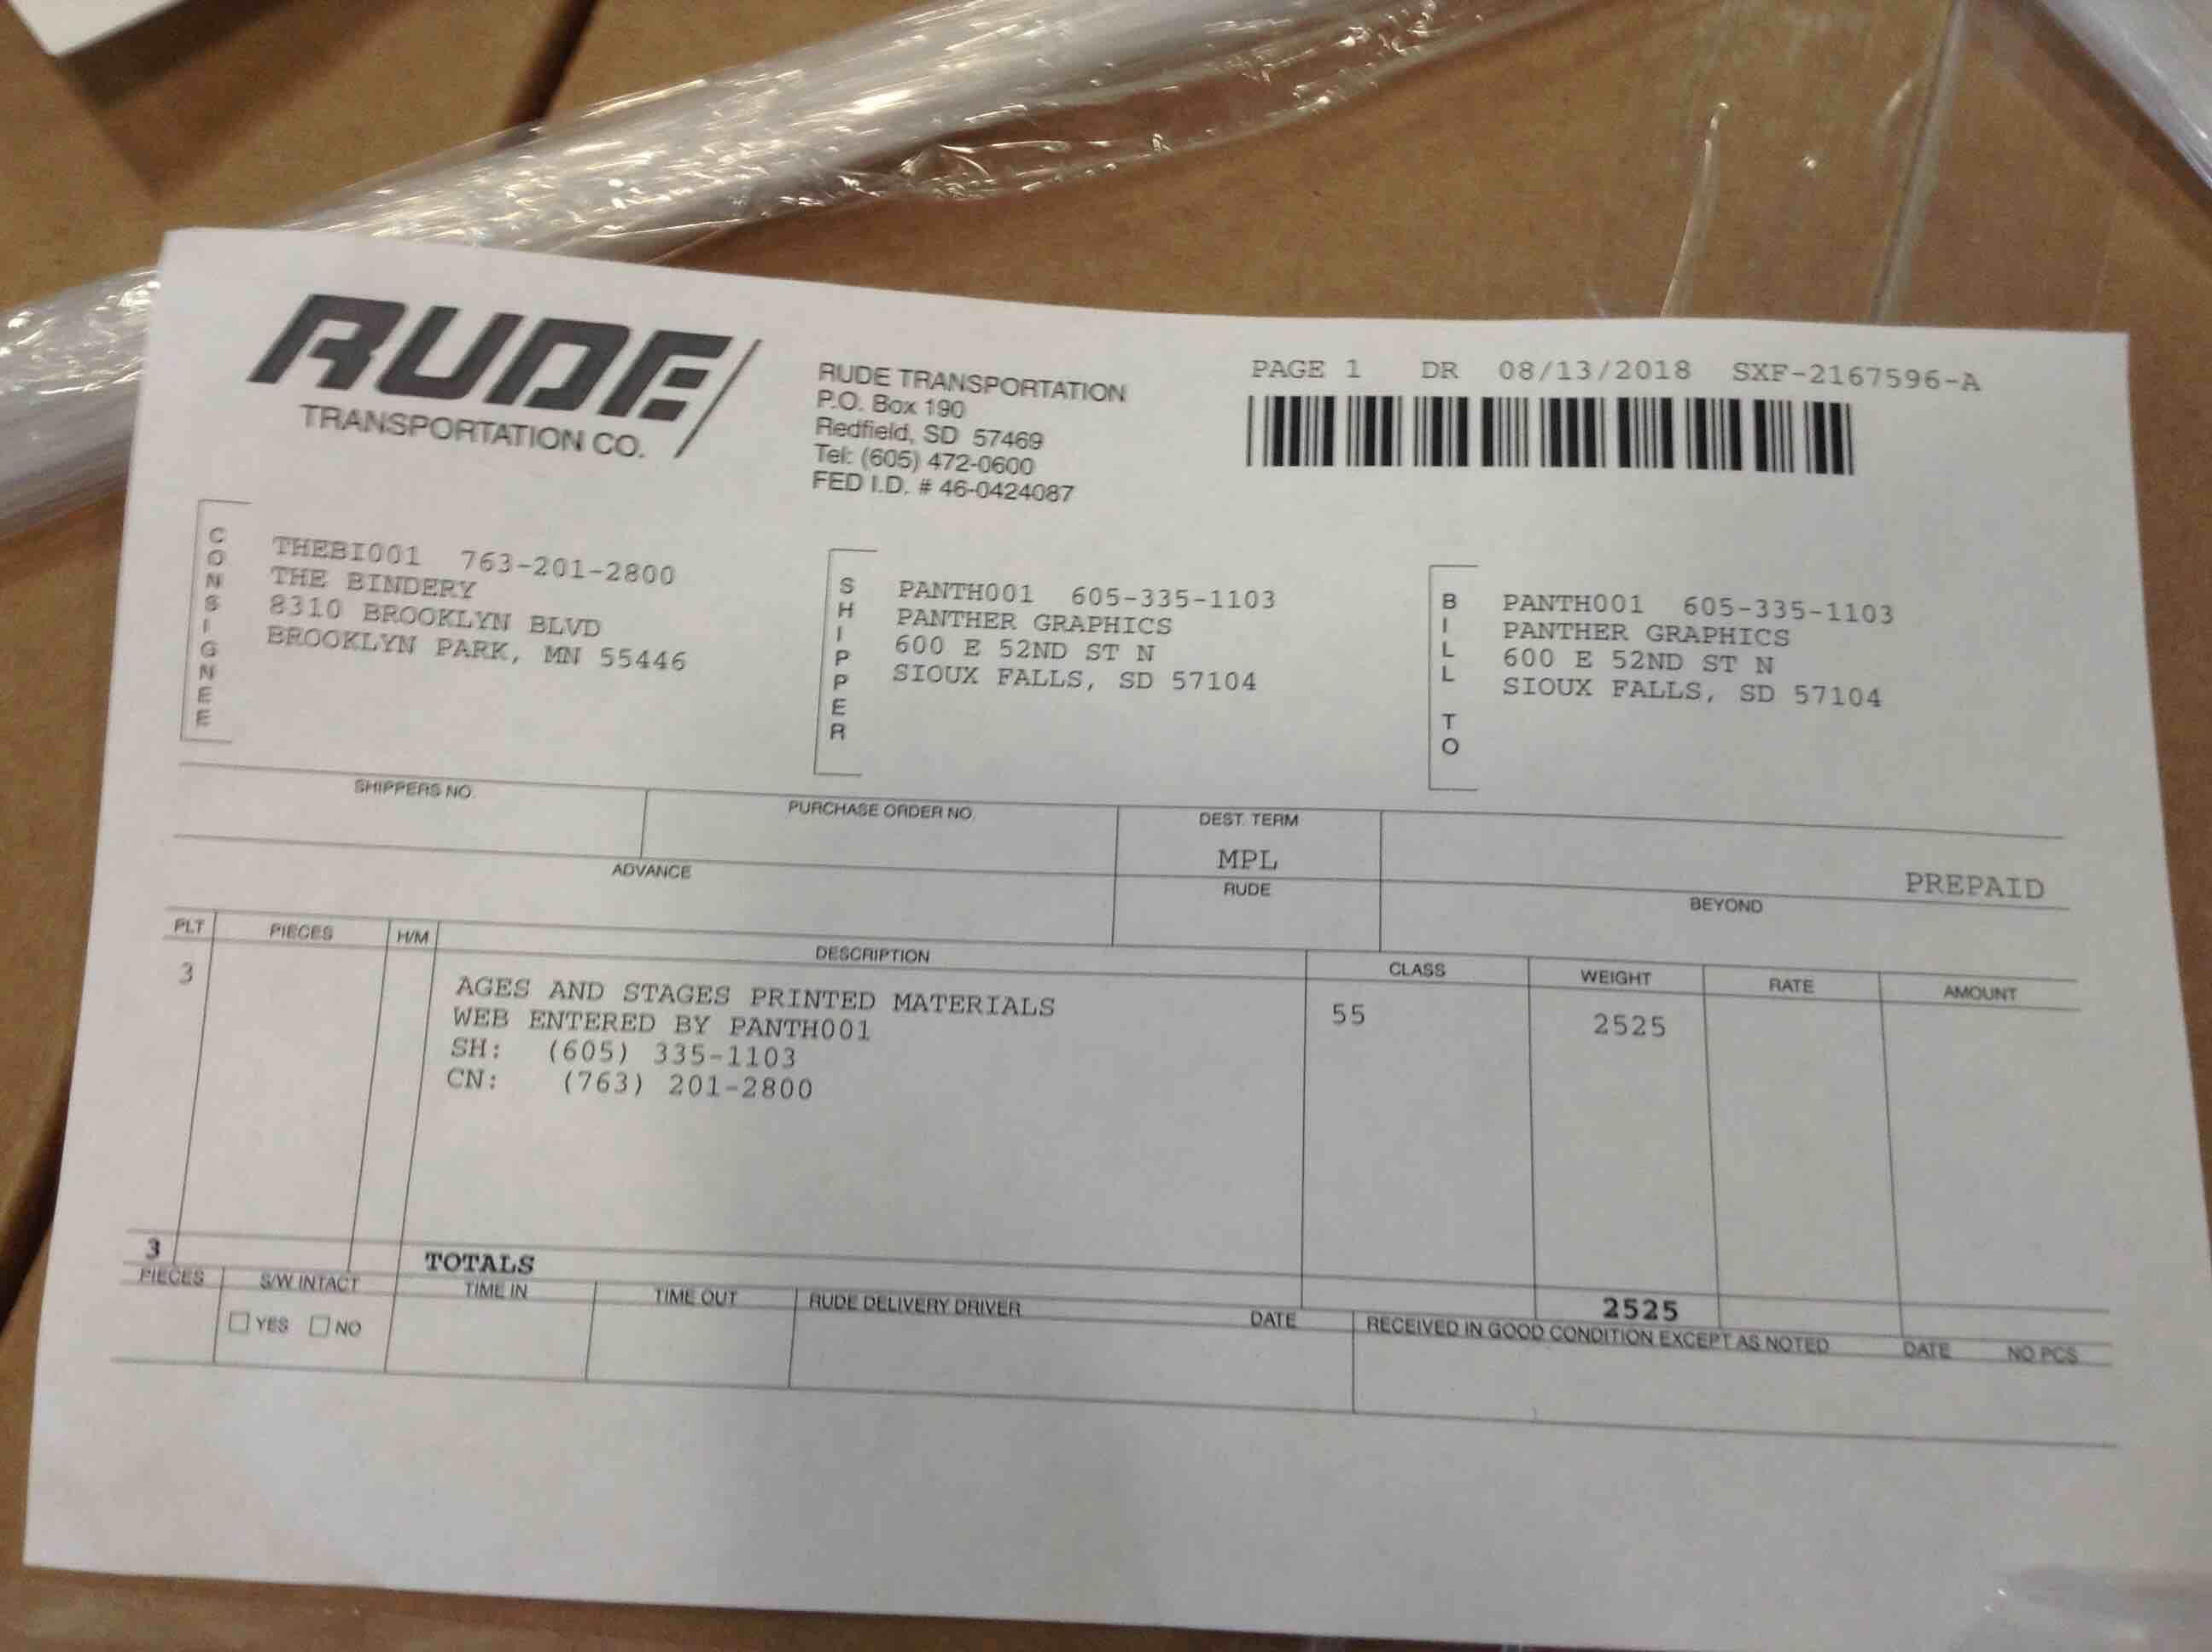 RUDE
TRANSPORTATION CO.
RUDE TRANSPORTATION
P.O. Box 190
Redfield, SD 57469
Tel: (605) 472-0600
FED I.D. # 46-0424087
PAGE 1 DR 08/13/2018 SXF-2167596-A
CONSIGNEE
THEBI001 763-201-2800
THE BINDERY
8310 BROOKLYN BLVD
BROOKLYN PARK, MN 55446
SHIPPER
PANTH001 605-335-1103
PANTHER GRAPHICS
600 E 52ND ST N
SIOUX FALLS, SD 57104
BILL TO
PANTH001 605-335-1103
PANTHER GRAPHICS
600 E 52ND ST N
SIOUX FALLS, SD 57104
SHIPPERS NO. PURCHASE ORDER NO. DEST. TERM
MPL PREPAID
ADVANCE RUDE BEYOND
PLT PIECES H/M DESCRIPTION CLASS WEIGHT RATE AMOUNT
3 AGES AND STAGES PRINTED MATERIALS 55 2525
WEB ENTERED BY PANTH001
SH: (605) 335-1103
CN: (763) 201-2800
3 TOTALS 2525
PIECES S/W INTACT TIME IN TIME OUT RUDE DELIVERY DRIVER DATE RECEIVED IN GOOD CONDITION EXCEPT AS NOTED DATE NO PCS
YES NO